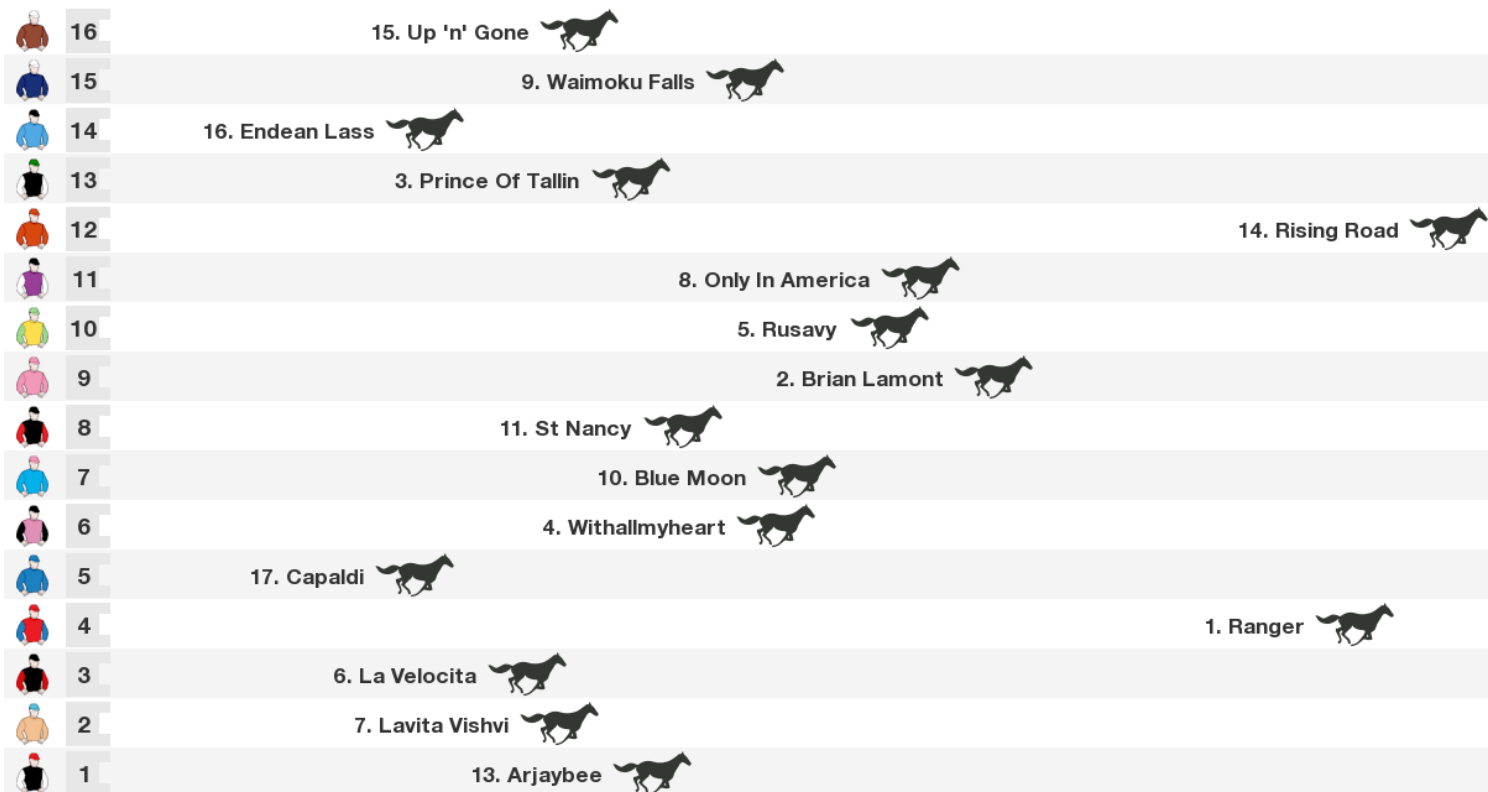 16 15. Up 'n' Gone
15 9. Waimoku Falls
14 16. Endean Lass
13 3. Prince Of Tallin
12 14. Rising Road
11 8. Only In America
10 5. Rusavy
9 2. Brian Lamont
8 11. St Nancy
7 10. Blue Moon
6 4. Withallmyheart
5 17. Capaldi
4 1. Ranger
3 6. La Velocita
2 7. Lavita Vishvi
1 13. Arjaybee